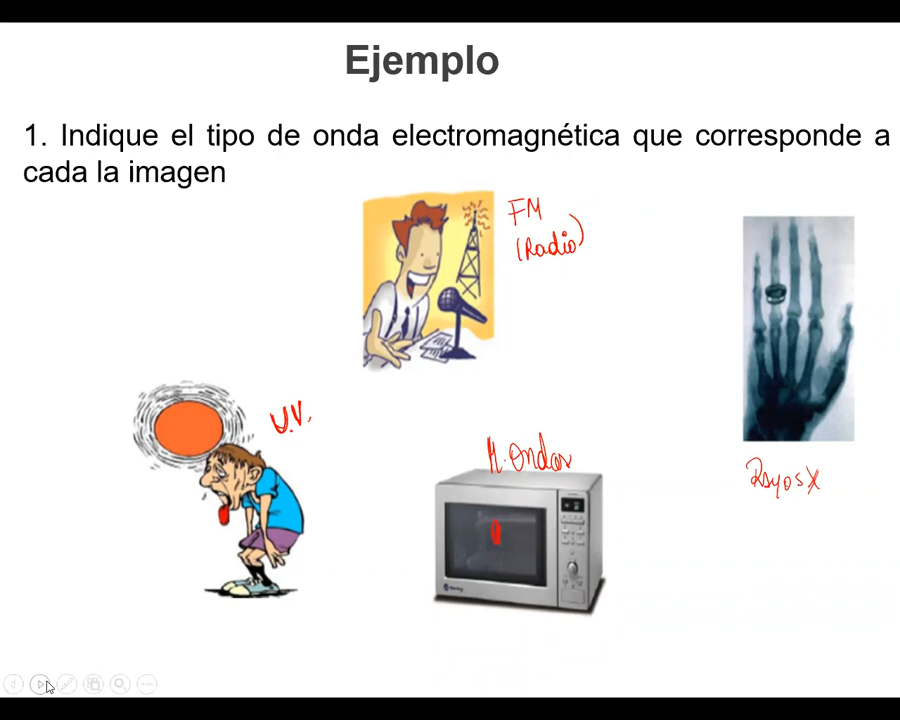 Ejemplo
1. Indique el tipo de onda electromagnética que corresponde a
cada la imagen
FM
(Radio)
U.V.
M.Ondas
Rayos X